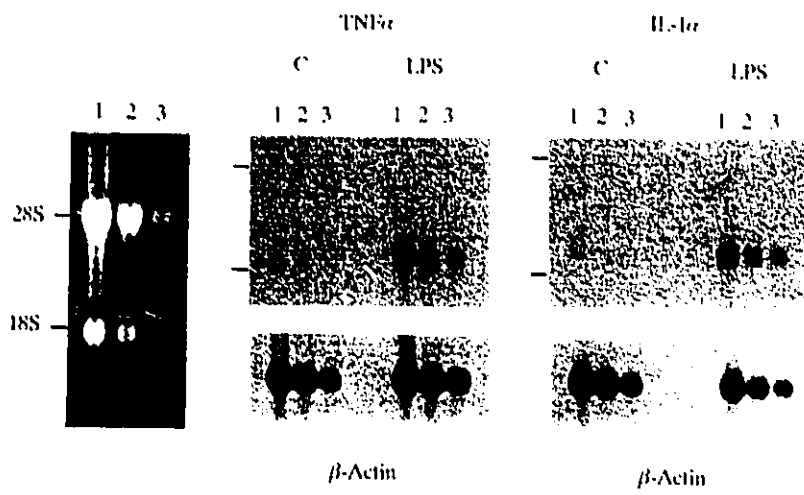 TNFα IL-1α
C LPS C LPS
1 2 3 1 2 3 1 2 3 1 2 3 1 2 3
28S
18S
β-Actin β-Actin